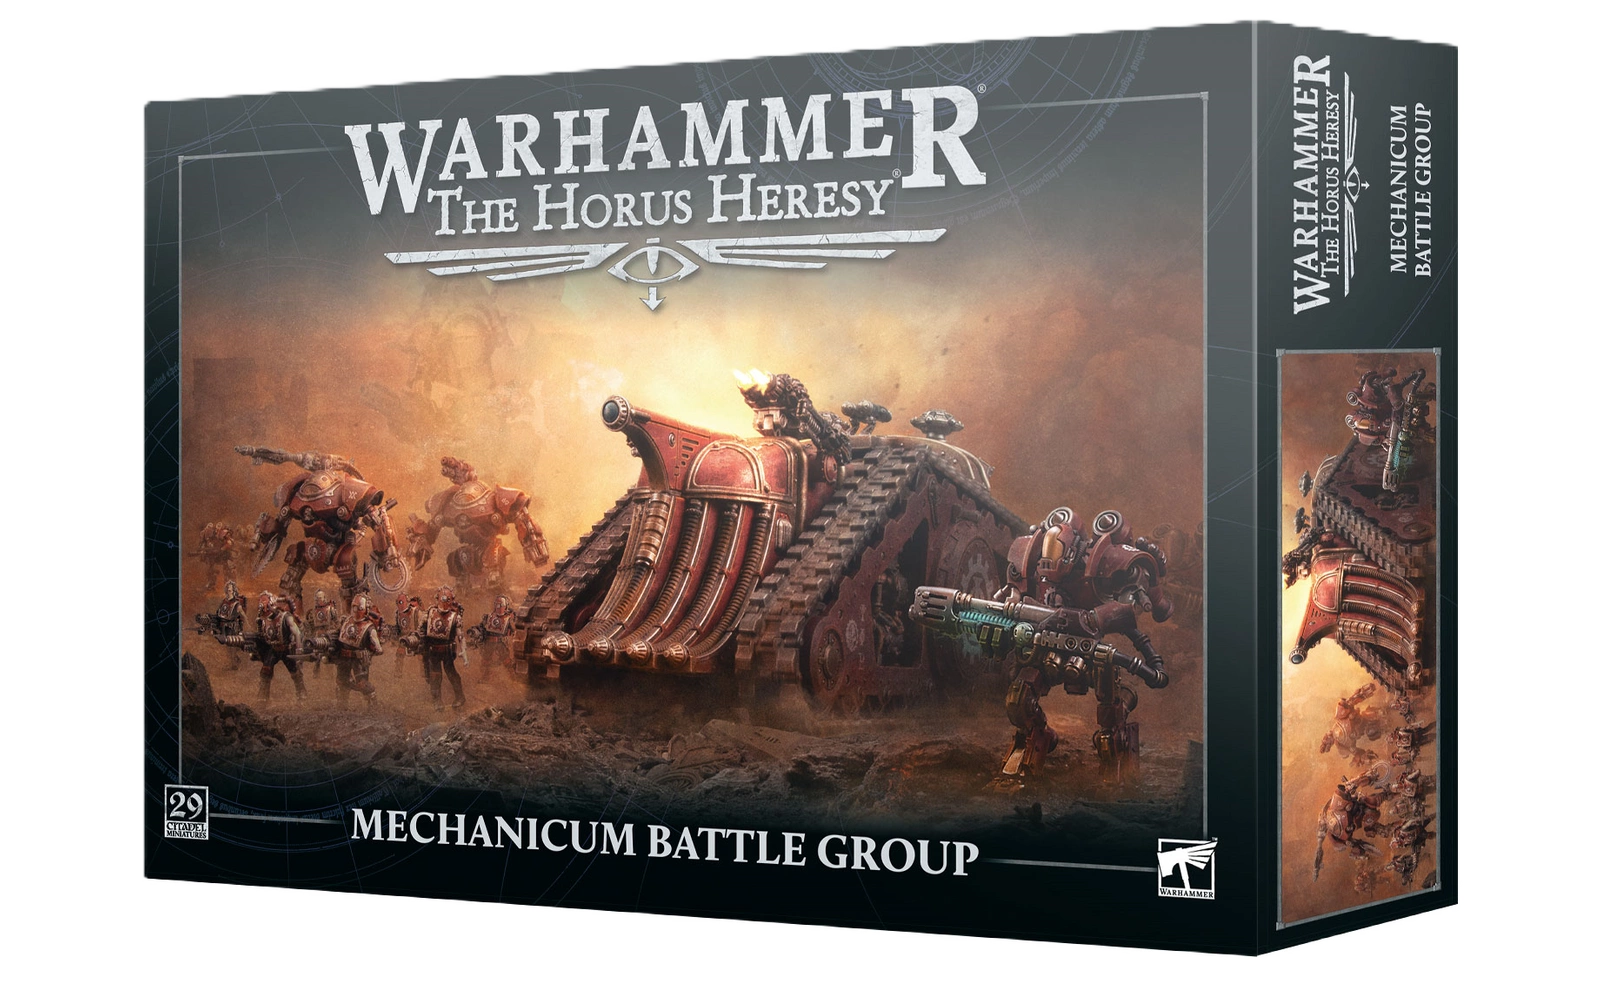 WARHAMMER®
THE HORUS HERESY®
29
CITADEL
MINIATURES
MECHANICUM BATTLE GROUP
WARHAMMER
WARHAMMER
THE HORUS HERESY
MECHANICUM
BATTLE GROUP